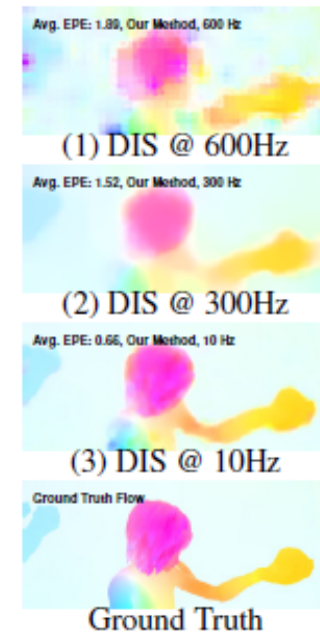 Avg. EPE: 1.89, Our Method, 600 Hz
(1) DIS @ 600Hz
Avg. EPE: 1.52, Our Method, 300 Hz
(2) DIS @ 300Hz
Avg. EPE: 0.66, Our Method, 10 Hz
(3) DIS @ 10Hz
Ground Truth Flow
Ground Truth